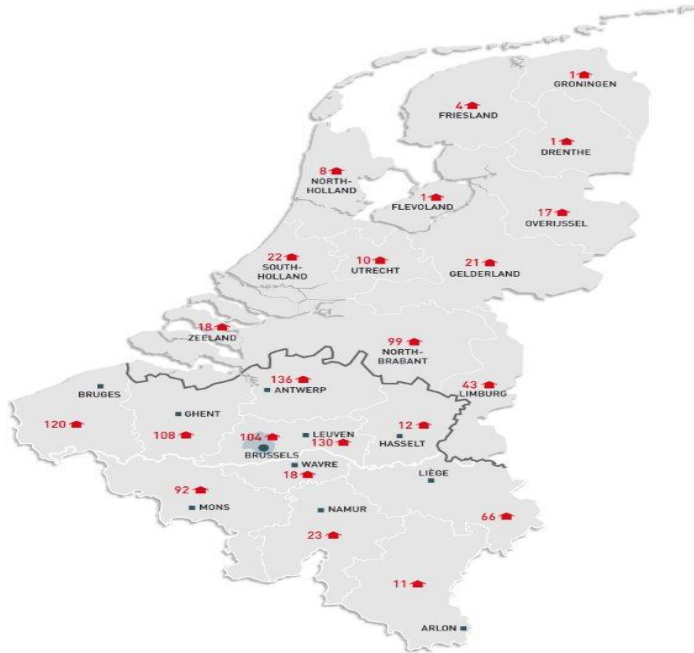 1
GRONINGEN
4
FRIESLAND
1
DRENTHE
8
NORTH-
HOLLAND
1
FLEVOLAND
17
OVERIJSSEL
22
SOUTH-
HOLLAND
10
UTRECHT
21
GELDERLAND
18
ZEELAND
99
NORTH-
BRABANT
43
LIMBURG
136
ANTWERP
BRUGES
120
GHENT
108
104
BRUSSELS
LEUVEN
130
12
HASSELT
WAVRE
18
LIÈGE
92
MONS
NAMUR
23
66
11
ARLON